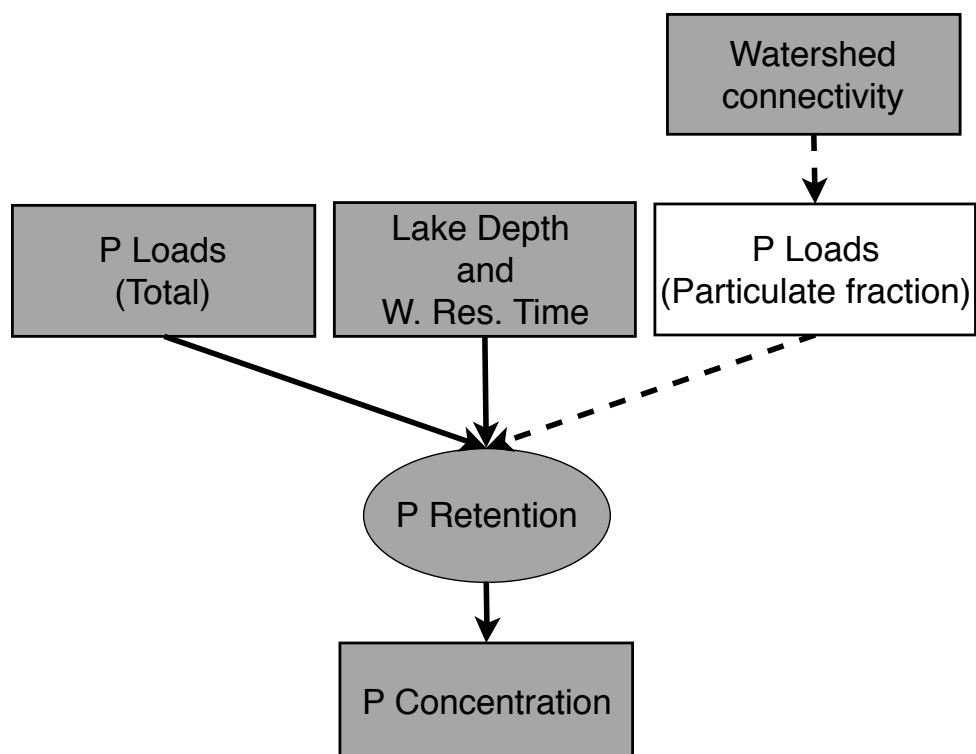 Watershed
connectivity
P Loads
(Total)
Lake Depth
and
W. Res. Time
P Loads
(Particulate fraction)
P Retention
P Concentration